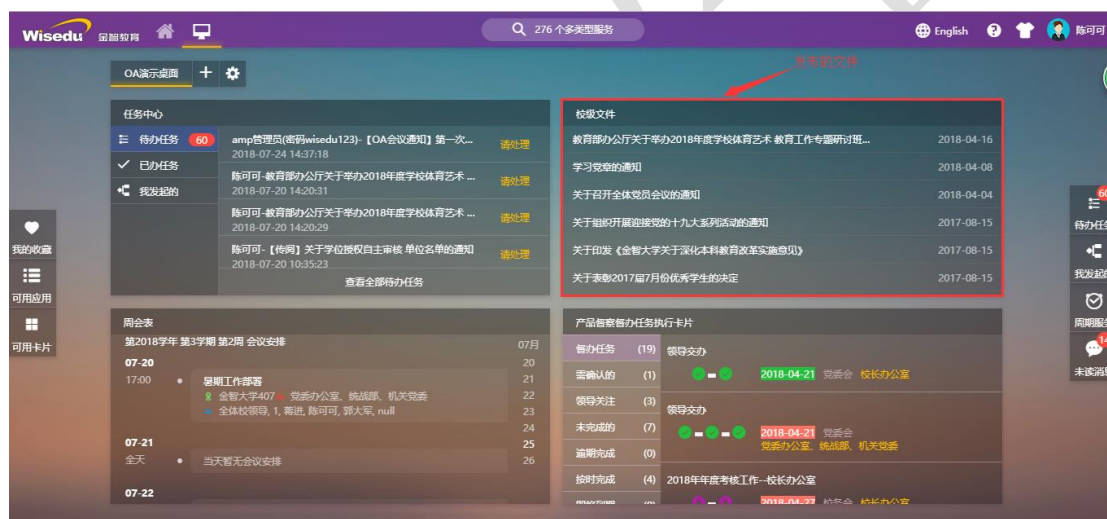 Wisedu 金智教育
276 个多类型服务
English
陈可可
OA演示桌面
发布的文件
任务中心
待办任务 60
已办任务
我发起的
amp管理员(密码wisedu123)-【OA会议通知】第一次...
2018-07-24 14:37:18
请处理
陈可可-教育部办公厅关于举办2018年度学校体育艺术 ...
2018-07-20 14:20:31
请处理
陈可可-教育部办公厅关于举办2018年度学校体育艺术 ...
2018-07-20 14:20:29
请处理
陈可可-【传阅】关于学位授权自主审核 单位名单的通知
2018-07-20 10:35:23
请处理
查看全部待办任务
校级文件
教育部办公厅关于举办2018年度学校体育艺术 教育工作专题研讨班... 2018-04-16
学习党章的通知 2018-04-08
关于召开全体党员会议的通知 2018-04-04
关于组织开展迎接党的十九大系列活动的通知 2017-08-15
关于印发《金智大学关于深化本科教育改革实施意见》 2017-08-15
关于表彰2017届7月份优秀学生的决定 2017-08-15
我的收藏
可用应用
可用卡片
60
待办任
我发起的
周期服务
14
未读消息
周会表
第2018学年 第3学期 第2周 会议安排
07月
07-20
17:00
暑期工作部署
金智大学407
党委办公室、统战部、机关党委
全体校领导, 1, 蒋进, 陈可可, 郭大军, null
07-21
全天
当天暂无会议安排
07-22
20
21
22
23
24
25
26
产品督察督办任务执行卡片
督办任务 (19)
需确认的 (1)
领导关注 (3)
未完成的 (7)
逾期完成 (0)
按时完成 (4)
领导交办
2018-04-21 党委会 校长办公室
领导交办
2018-04-21 党委会
党委办公室、统战部、机关党委
2018年年度考核工作--校长办公室
2018-04-27 校务会 校长办公室